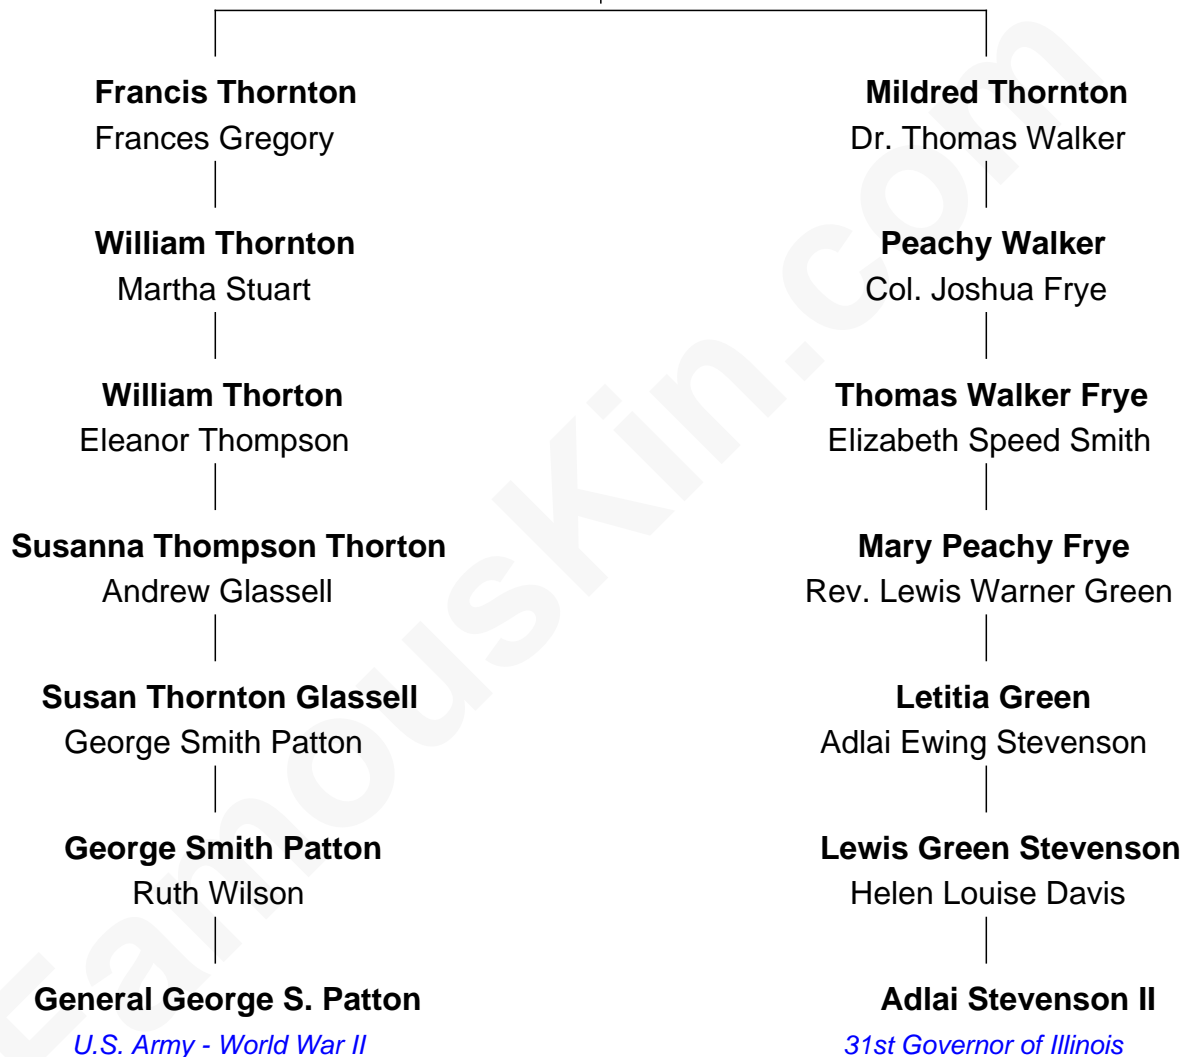 Francis Thornton
Frances Gregory
William Thornton
Martha Stuart
William Thorton
Eleanor Thompson
Susanna Thompson Thorton
Andrew Glassell
Susan Thornton Glassell
George Smith Patton
George Smith Patton
Ruth Wilson
General George S. Patton
U.S. Army - World War II
Mildred Thornton
Dr. Thomas Walker
Peachy Walker
Col. Joshua Frye
Thomas Walker Frye
Elizabeth Speed Smith
Mary Peachy Frye
Rev. Lewis Warner Green
Letitia Green
Adlai Ewing Stevenson
Lewis Green Stevenson
Helen Louise Davis
Adlai Stevenson II
31st Governor of Illinois
FamousKin.com